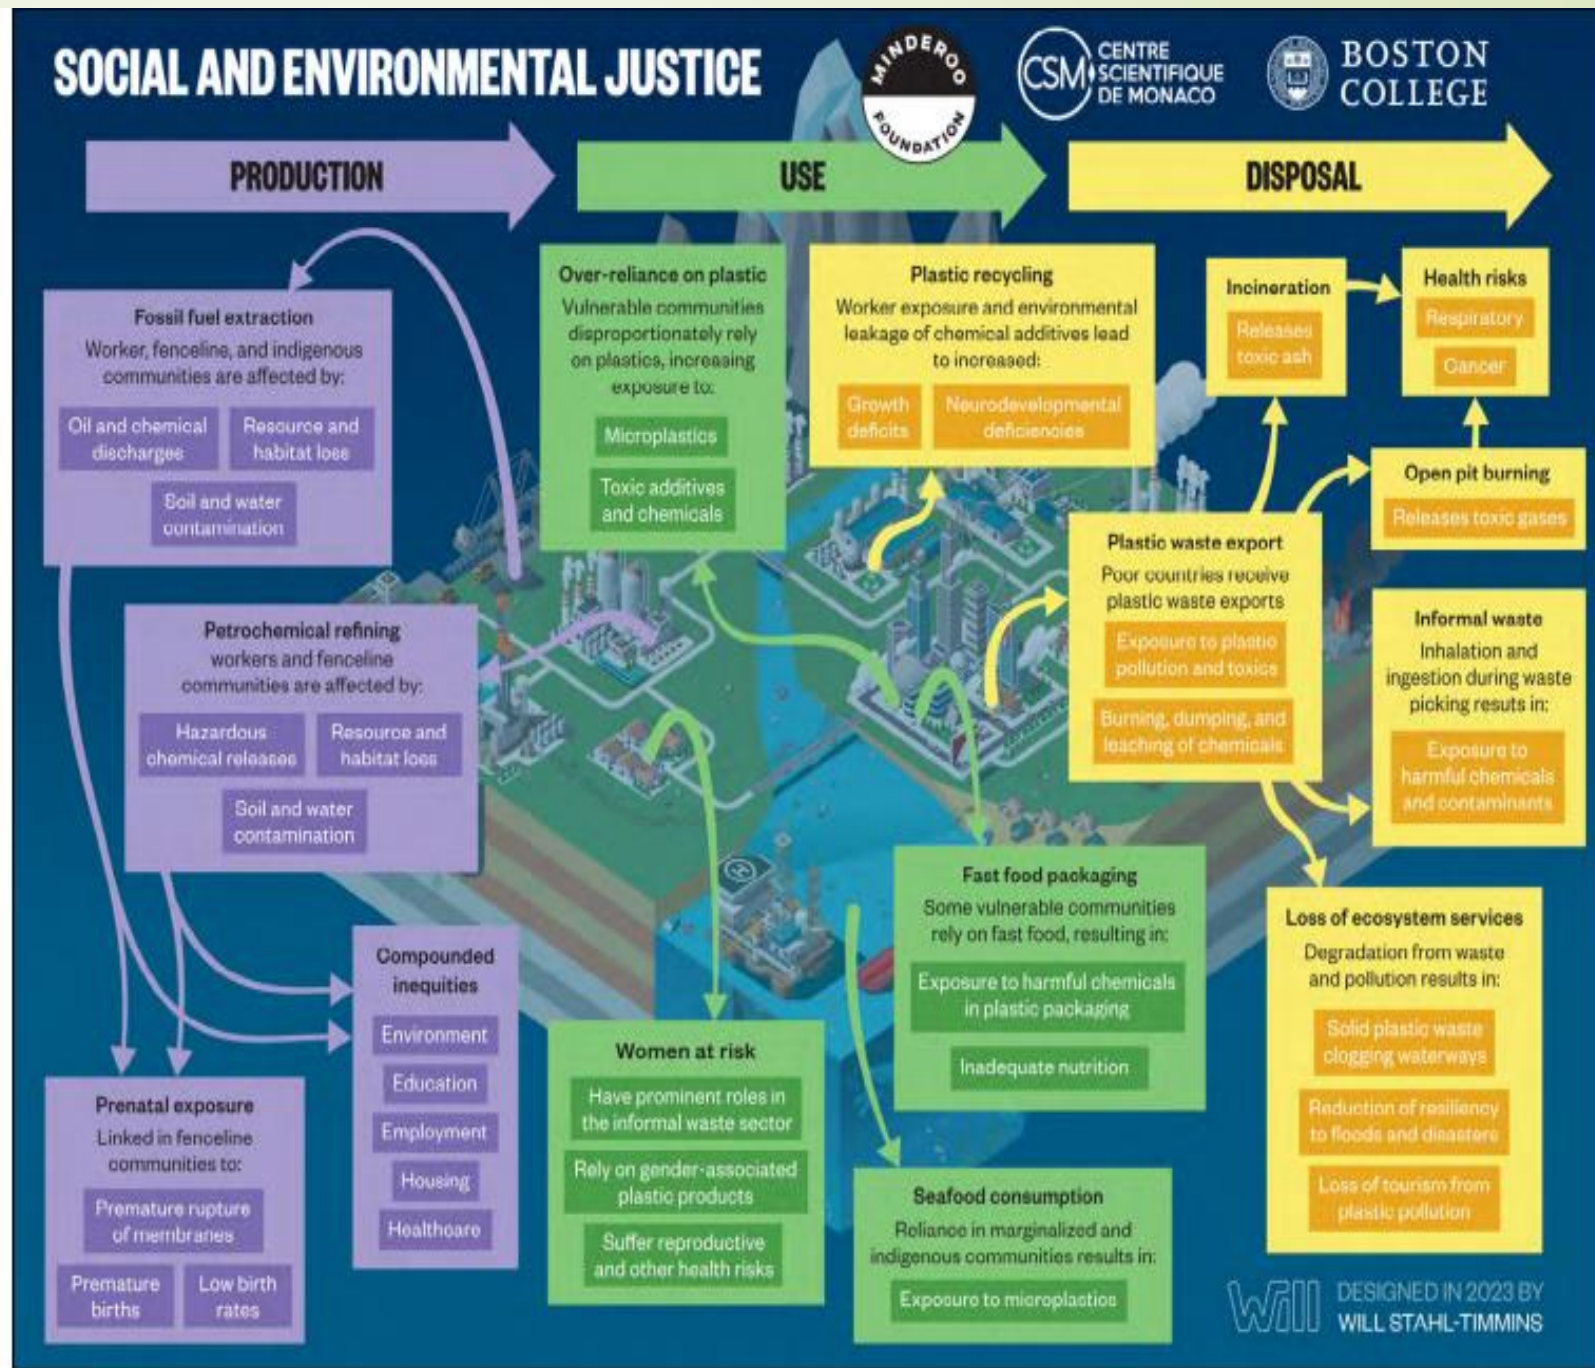 SOCIAL AND ENVIRONMENTAL JUSTICE
MINDEROO
FOUNDATION
CSM
CENTRE
SCIENTIFIQUE
DE MONACO
BOSTON
COLLEGE
PRODUCTION
USE
DISPOSAL
Fossil fuel extraction
Worker, fenceline, and indigenous
communities are affected by:
Oil and chemical
discharges
Resource and
habitat loss
Soil and water
contamination
Petrochemical refining
workers and fenceline
communities are affected by:
Hazardous
chemical releases
Resource and
habitat loss
Soil and water
contamination
Compounded
inequities
Environment
Education
Employment
Housing
Healthcare
Prenatal exposure
Linked in fenceline
communities to:
Premature rupture
of membranes
Premature
births
Low birth
rates
Over-reliance on plastic
Vulnerable communities
disproportionately rely
on plastics, increasing
exposure to:
Microplastics
Toxic additives
and chemicals
Women at risk
Have prominent roles in
the informal waste sector
Rely on gender-associated
plastic products
Suffer reproductive
and other health risks
H
Fast food packaging
Some vulnerable communities
rely on fast food, resulting in:
Exposure to harmful chemicals
in plastic packaging
Inadequate nutrition
Seafood consumption
Reliance in marginalized and
indigenous communities results in:
Exposure to microplastics
Plastic recycling
Worker exposure and environmental
leakage of chemical additives lead
to increased:
Growth
deficits
Neurodevelopmental
deficiencies
Plastic waste export
Poor countries receive
plastic waste exports
Exposure to plastic
pollution and toxics
Burning, dumping, and
leaching of chemicals
Incineration
Releases
toxic ash
Health risks
Respiratory
Cancer
Open pit burning
Releases toxic gases
Informal waste
Inhalation and
ingestion during waste
picking resuts in:
Exposure to
harmful chemicals
and contaminants
Loss of ecosystem services
Degradation from waste
and pollution results in:
Solid plastic waste
clogging waterways
Reduction of resiliency
to floods and disasters
Loss of tourism from
plastic pollution
Will
DESIGNED IN 2023 BY
WILL STAHL-TIMMINS